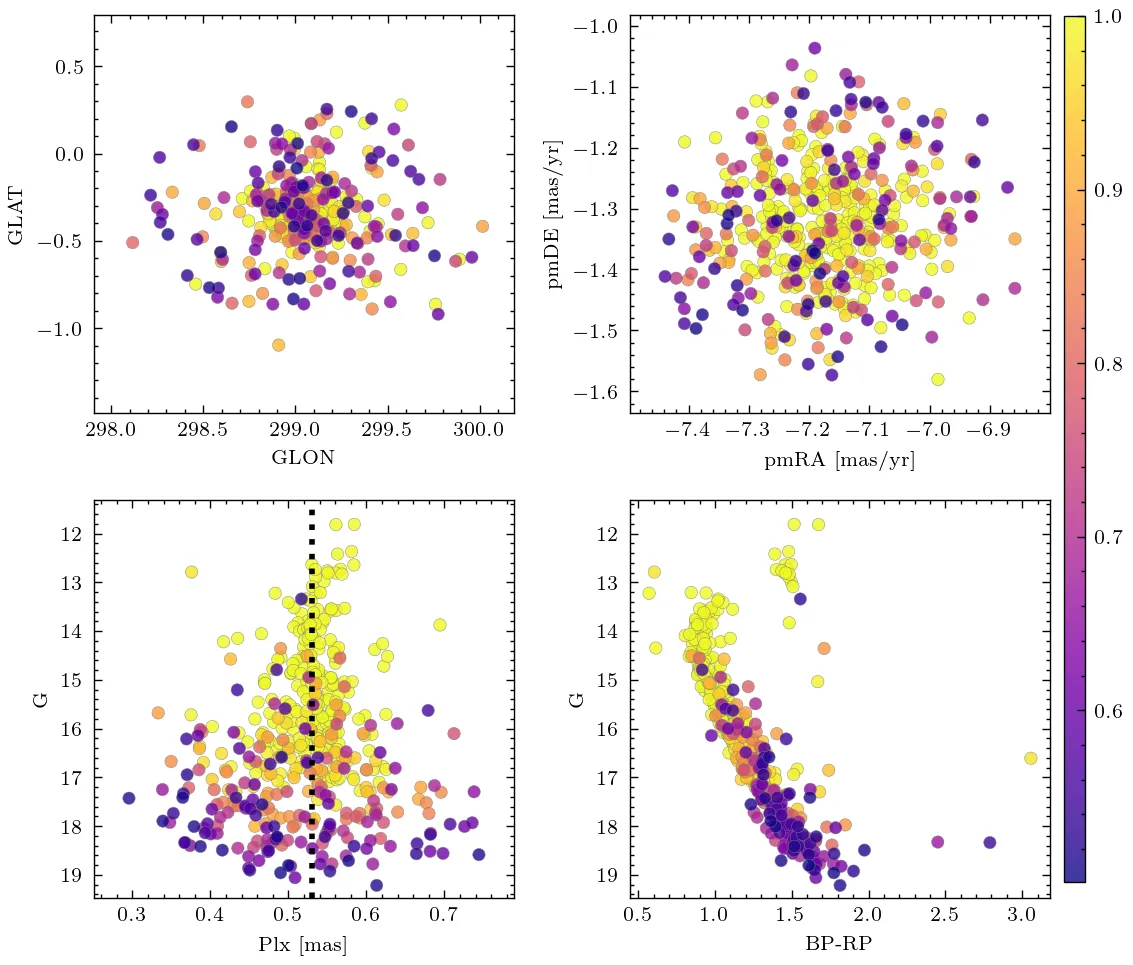 0.5
0.0
−0.5
−1.0
GLAT
298.0 298.5 299.0 299.5 300.0
GLON
−1.0
−1.1
−1.2
−1.3
−1.4
−1.5
−1.6
pmDE [mas/yr]
−7.4 −7.3 −7.2 −7.1 −7.0 −6.9
pmRA [mas/yr]
12
13
14
15
16
17
18
19
G
0.3 0.4 0.5 0.6 0.7
Plx [mas]
12
13
14
15
16
17
18
19
G
0.5 1.0 1.5 2.0 2.5 3.0
BP-RP
1.0
0.9
0.8
0.7
0.6